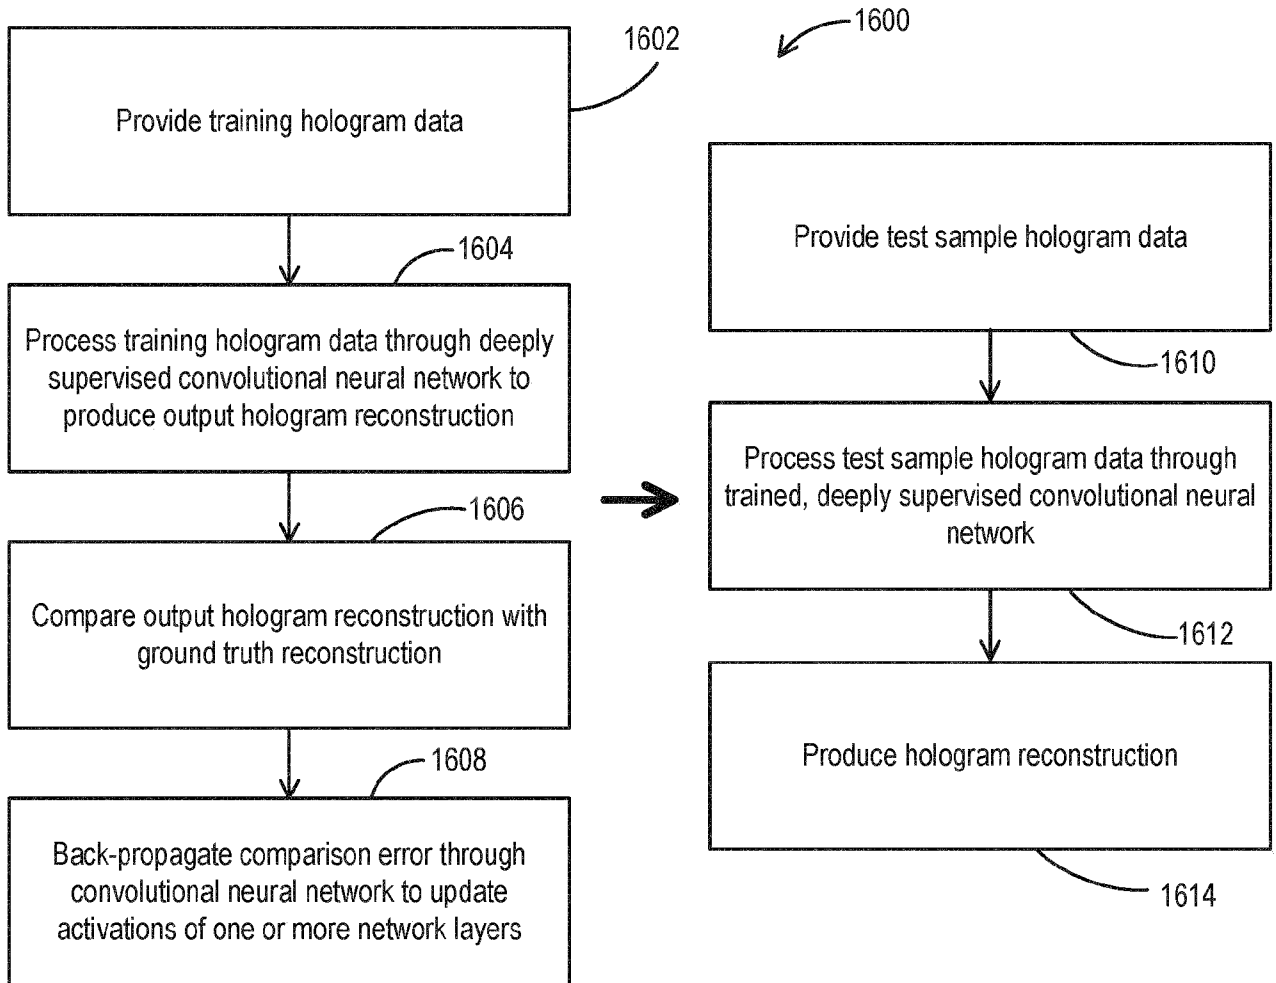 1600
1602
Provide training hologram data
1604
Process training hologram data through deeply
supervised convolutional neural network to
produce output hologram reconstruction
1606
Compare output hologram reconstruction with
ground truth reconstruction
1608
Back-propagate comparison error through
convolutional neural network to update
activations of one or more network layers
Provide test sample hologram data
1610
Process test sample hologram data through
trained, deeply supervised convolutional neural
network
1612
Produce hologram reconstruction
1614